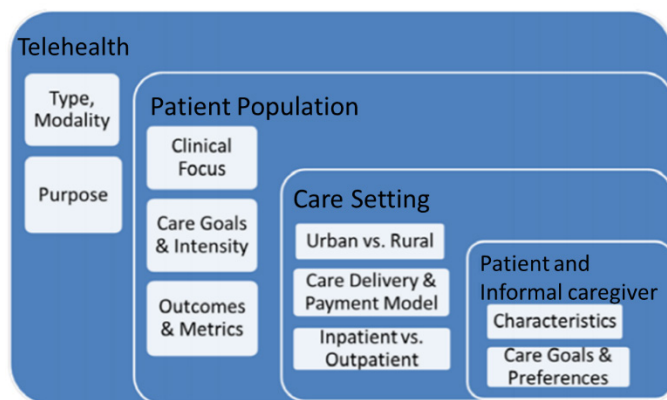 Telehealth
Type,
Modality
Purpose
Patient Population
Clinical
Focus
Care Goals
& Intensity
Outcomes
& Metrics
Care Setting
Urban vs. Rural
Care Delivery &
Payment Model
Inpatient vs.
Outpatient
Patient and
Informal caregiver
Characteristics
Care Goals &
Preferences